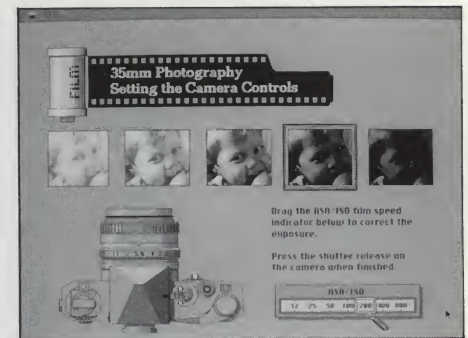 FILM
35mm Photography
Setting the Camera Controls
Drag the ASA/ISO film speed
indicator below to correct the
exposure.
Press the shutter release on
the camera when finished.
ASA/ISO
12 25 50 100 200 400 800